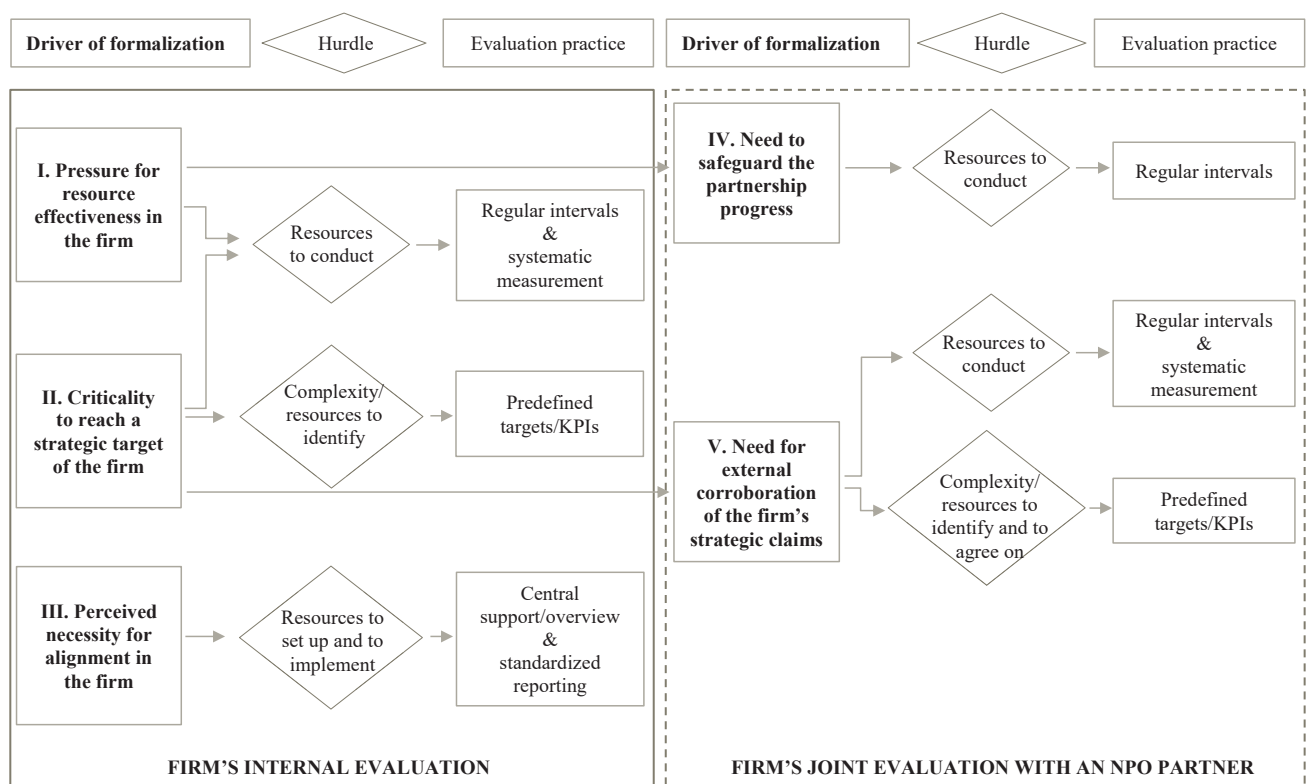 Driver of formalization
Hurdle
Evaluation practice
Driver of formalization
Hurdle
Evaluation practice
I. Pressure for
resource
effectiveness in
the firm
Resources
to conduct
Regular intervals
&
systematic
measurement
II. Criticality
to reach a
strategic target
of the firm
Complexity/
resources to
identify
Predefined
targets/KPIs
III. Perceived
necessity for
alignment in
the firm
Resources to
set up and to
implement
Central
support/overview
&
standardized
reporting
FIRM’S INTERNAL EVALUATION
IV. Need to
safeguard the
partnership
progress
Resources to
conduct
Regular intervals
Resources to
conduct
Regular intervals
&
systematic
measurement
V. Need for
external
corroboration
of the firm’s
strategic claims
Complexity/
resources to
identify and to
agree on
Predefined
targets/KPIs
FIRM’S JOINT EVALUATION WITH AN NPO PARTNER